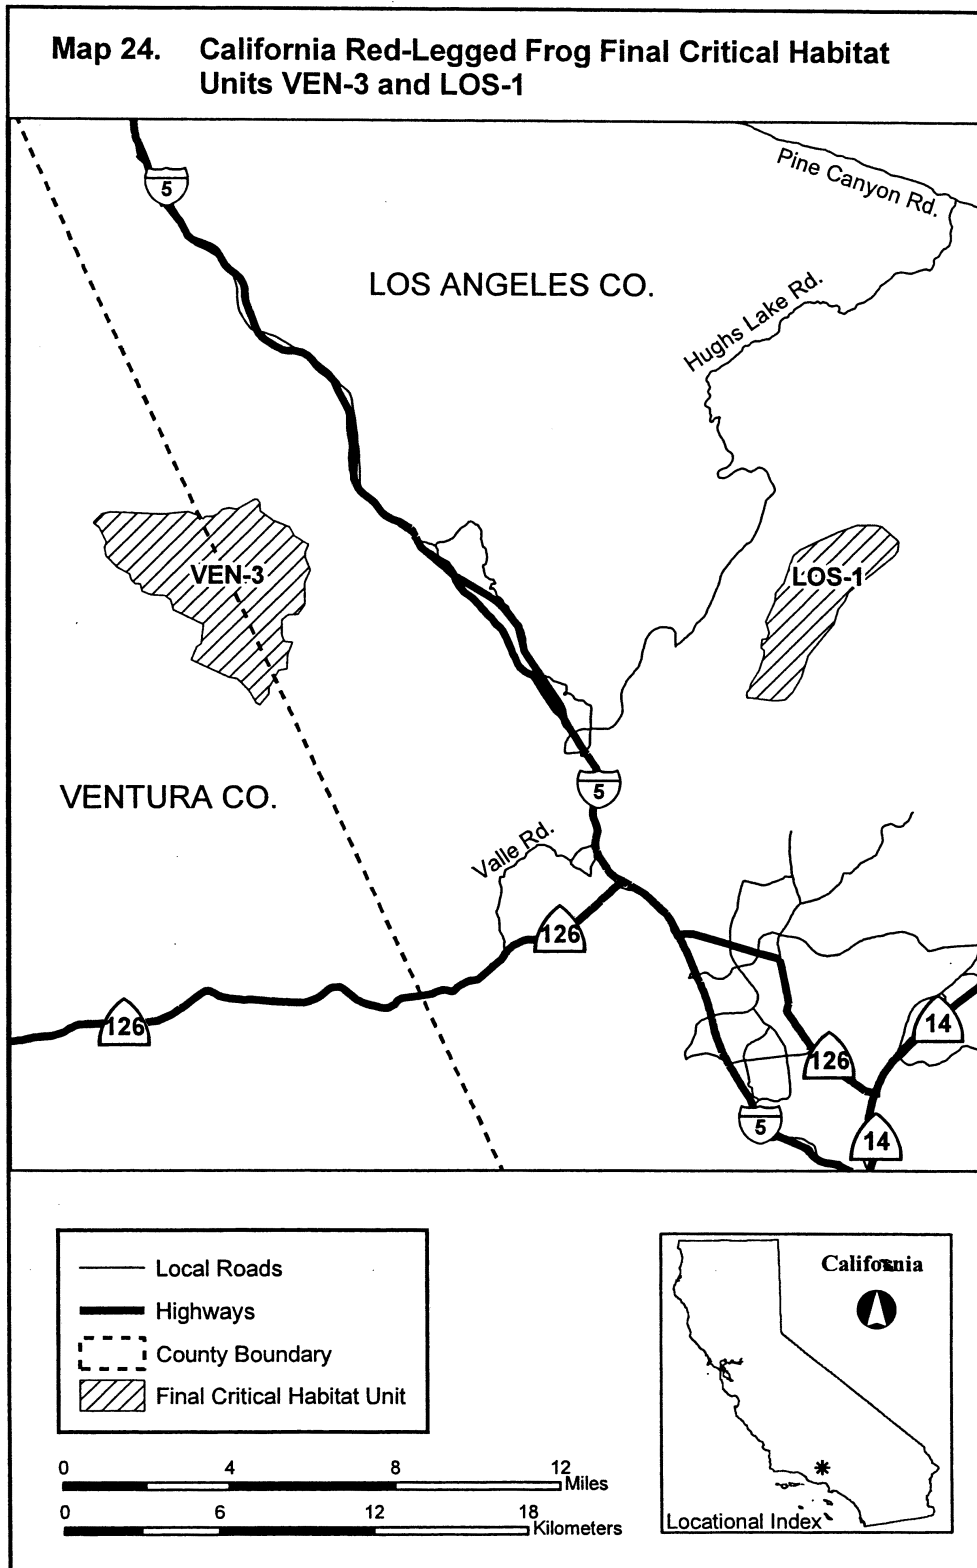 Map 24. California Red-Legged Frog Final Critical Habitat
Units VEN-3 and LOS-1
5
Pine Canyon Rd.
LOS ANGELES CO.
Hughs Lake Rd.
VEN-3
LOS-1
VENTURA CO.
5
Valle Rd.
126
126
14
126
5
14
Local Roads
Highways
County Boundary
Final Critical Habitat Unit
0 4 8 12
Miles
0 6 12 18
Kilometers
California
Locational Index